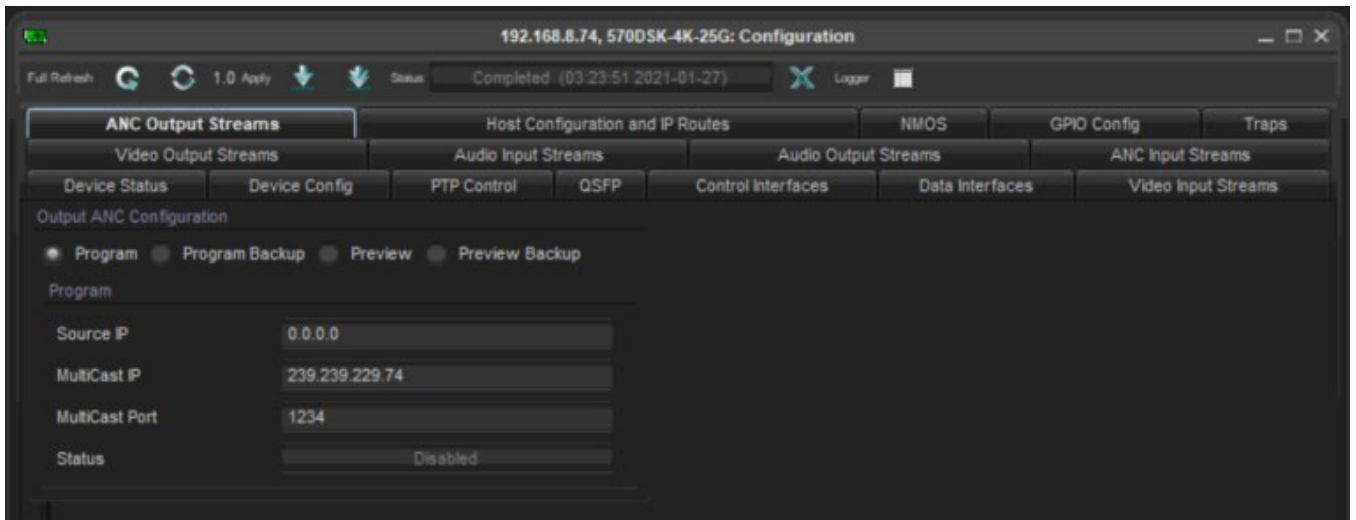 192.168.8.74, 570DSK-4K-25G: Configuration
Full Refresh 1.0 Apply Status Completed (03:23:51 2021-01-27) Logger
ANC Output Streams Host Configuration and IP Routes NMOS GPIO Config Traps
Video Output Streams Audio Input Streams Audio Output Streams ANC Input Streams
Device Status Device Config PTP Control QSFP Control Interfaces Data Interfaces Video Input Streams
Output ANC Configuration
Program Program Backup Preview Preview Backup
Program
Source IP 0.0.0.0
MultiCast IP 239.239.229.74
MultiCast Port 1234
Status Disabled